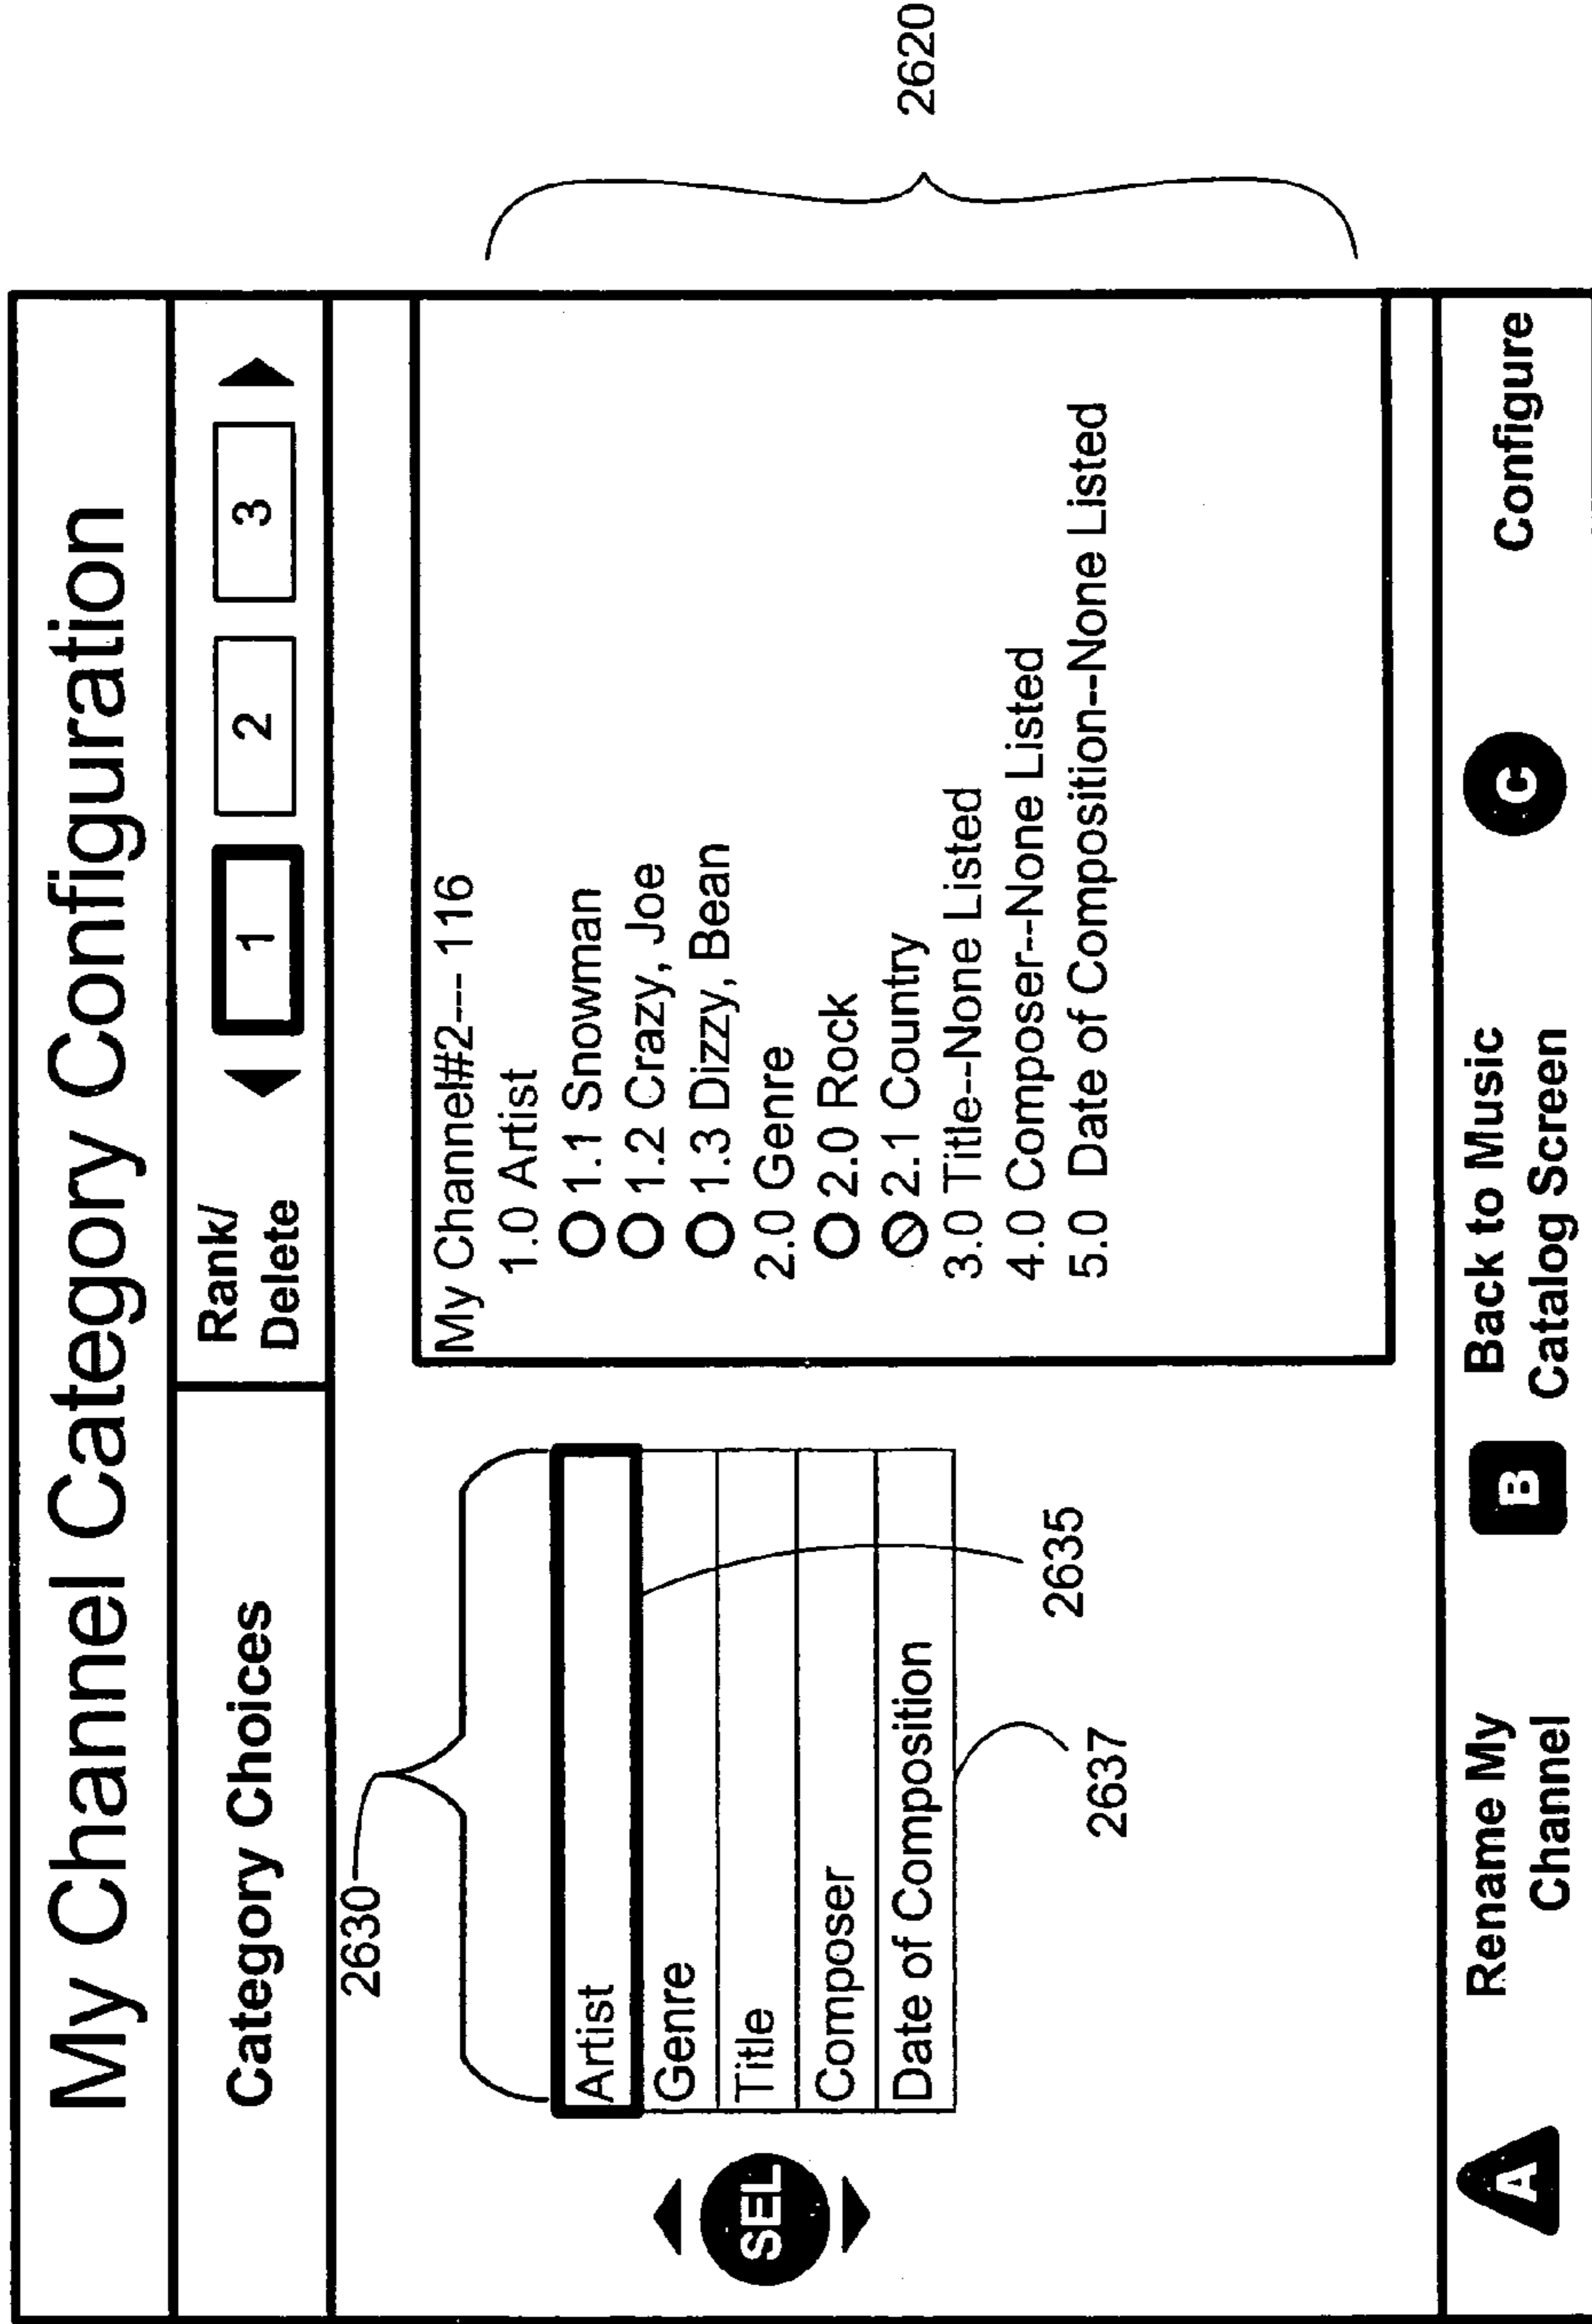 My Channel Category Configuration
Category Choices
Rank/
Delete
1
2
3
2630
Artist
Genre
Title
Composer
Date of Composition
SEL
2635
2637
My Channel#2--- 116
1.0 Artist
1.1 Snowman
1.2 Crazy, Joe
1.3 Dizzy, Bean
2.0 Genre
2.0 Rock
2.1 Country
3.0 Title--None Listed
4.0 Composer--None Listed
5.0 Date of Composition--None Listed
2620
A
Rename My
Channel
B
Back to Music
Catalog Screen
C
Configure